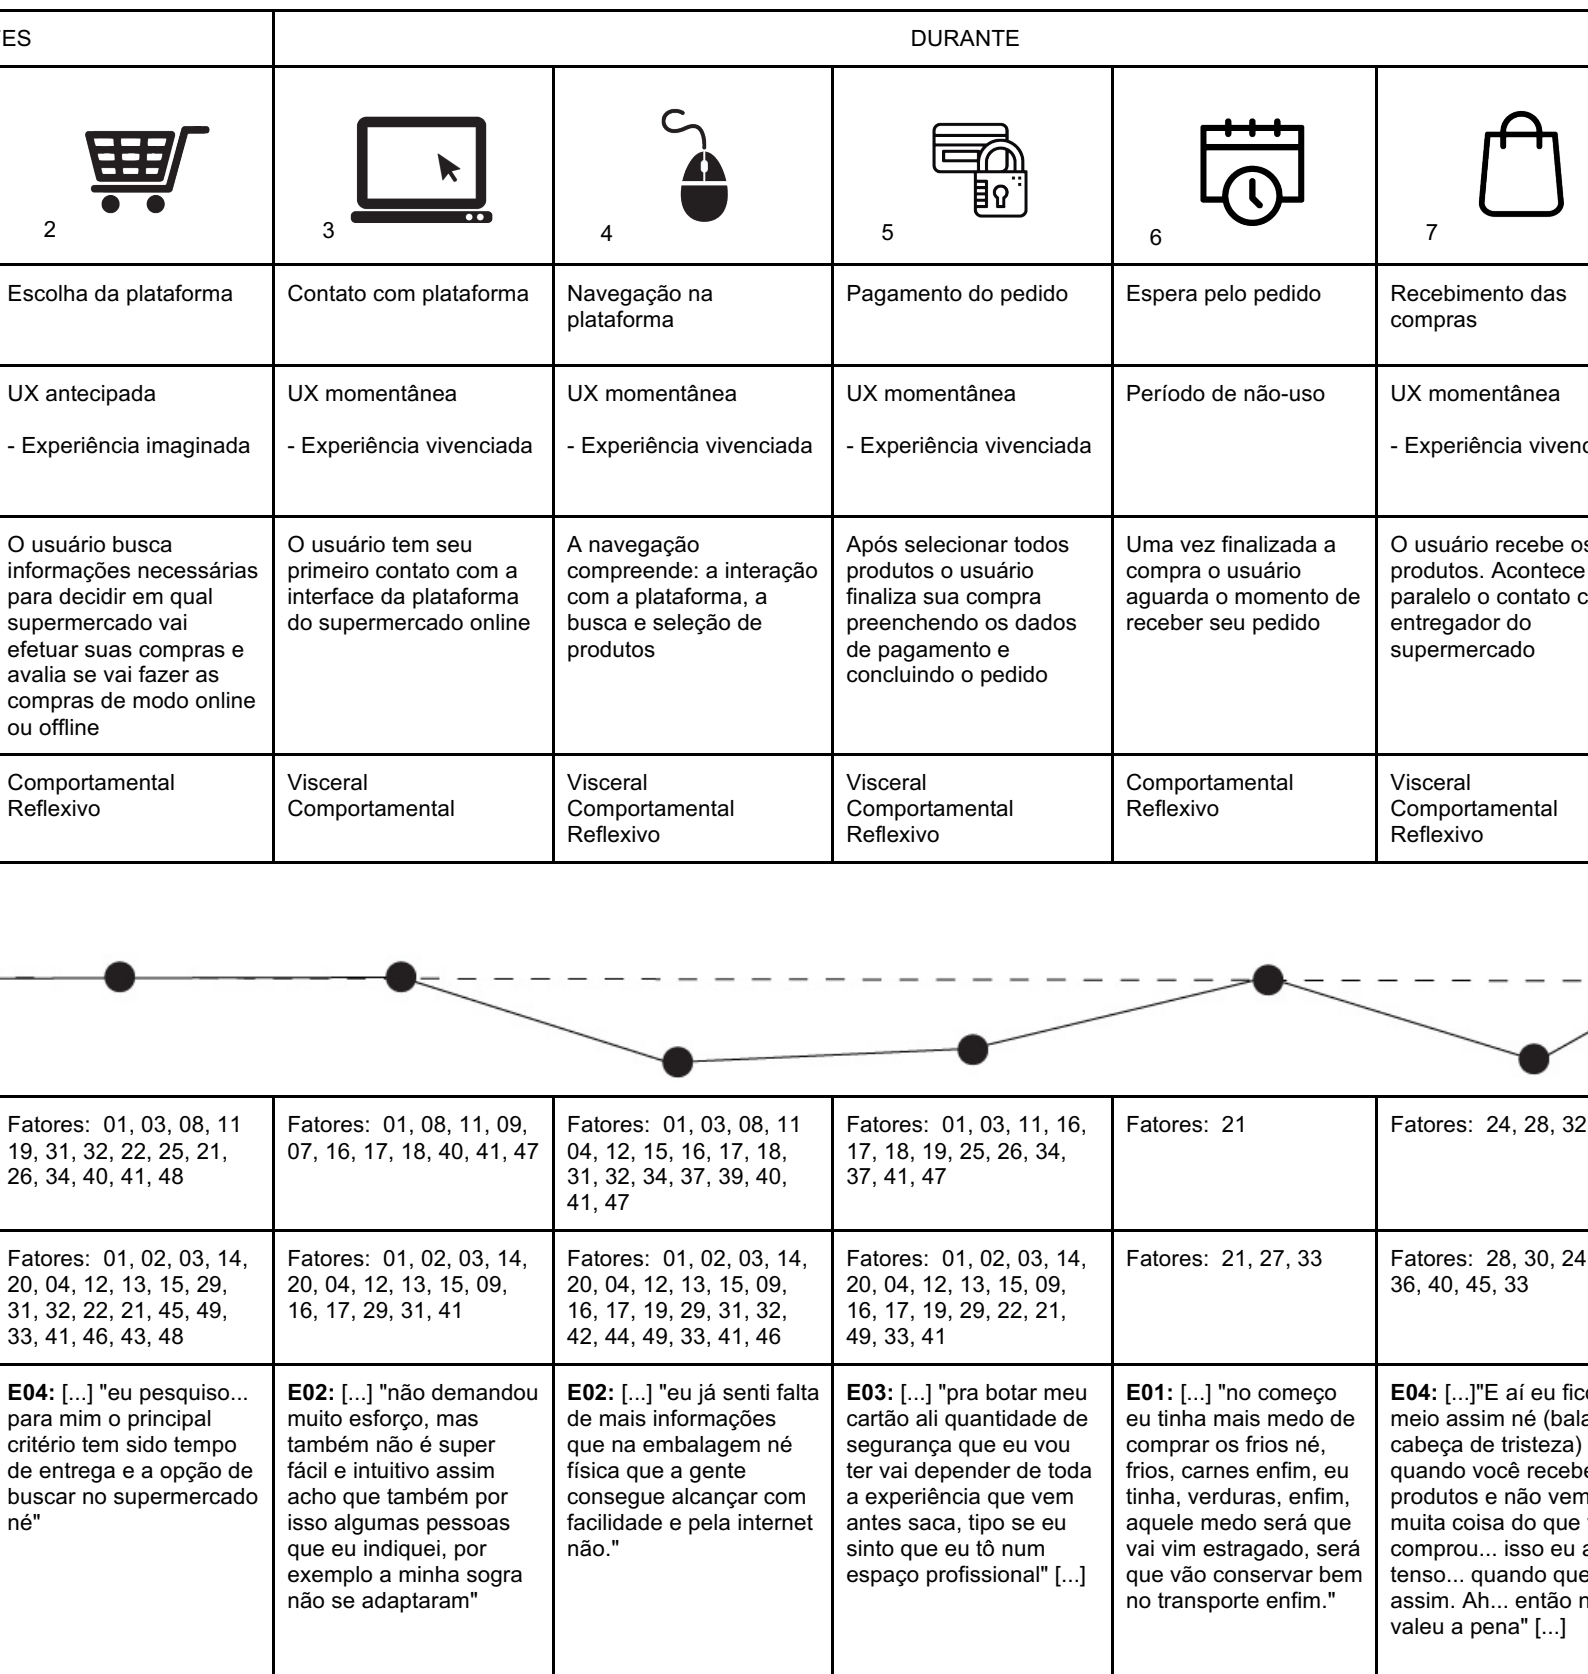 ES
DURANTE
2
3
4
5
6
7
Escolha da plataforma
Contato com plataforma
Navegação na
plataforma
Pagamento do pedido
Espera pelo pedido
Recebimento das
compras
UX antecipada
- Experiência imaginada
UX momentânea
- Experiência vivenciada
UX momentânea
- Experiência vivenciada
UX momentânea
- Experiência vivenciada
Período de não-uso
UX momentânea
- Experiência
O usuário busca
informações necessárias
para decidir em qual
supermercado vai
efetuar suas compras e
avalia se vai fazer as
compras de modo online
ou offline
O usuário tem seu
primeiro contato com a
interface da plataforma
do supermercado online
A navegação
compreende: a interação
com a plataforma, a
busca e seleção de
produtos
Após selecionar todos
produtos o usuário
finaliza sua compra
preenchendo os dados
de pagamento e
concluindo o pedido
Uma vez finalizada a
compra o usuário
aguarda o momento de
receber seu pedido
O usuário recebe os
produtos. Acontece
paralelo o contato
entregador do
supermercado
Comportamental
Reflexivo
Visceral
Comportamental
Visceral
Comportamental
Reflexivo
Visceral
Comportamental
Reflexivo
Comportamental
Reflexivo
Visceral
Comportamental
Reflexivo
Fatores: 01, 03, 08, 11
19, 31, 32, 22, 25, 21,
26, 34, 40, 41, 48
Fatores: 01, 08, 11, 09,
07, 16, 17, 18, 40, 41, 47
Fatores: 01, 03, 08, 11
04, 12, 15, 16, 17, 18,
31, 32, 34, 37, 39, 40,
41, 47
Fatores: 01, 03, 11, 16,
17, 18, 19, 25, 26, 34,
37, 41, 47
Fatores: 21
Fatores: 24, 28, 32
Fatores: 01, 02, 03, 14,
20, 04, 12, 13, 15, 29,
31, 32, 22, 21, 45, 49,
33, 41, 46, 43, 48
Fatores: 01, 02, 03, 14,
20, 04, 12, 13, 15, 09,
16, 17, 29, 31, 41
Fatores: 01, 02, 03, 14,
20, 04, 12, 13, 15, 09,
16, 17, 19, 29, 31, 32,
42, 44, 49, 33, 41, 46
Fatores: 01, 02, 03, 14,
20, 04, 12, 13, 15, 09,
16, 17, 19, 29, 22, 21,
49, 33, 41
Fatores: 21, 27, 33
Fatores: 28, 30, 24
36, 40, 45, 33
E04: [...] "eu pesquiso...
para mim o principal
critério tem sido tempo
de entrega e a opção de
buscar no supermercado
né"
E02: [...] "não demandou
muito esforço, mas
também não é super
fácil e intuitivo assim
acho que também por
isso algumas pessoas
que eu indiquei, por
exemplo a minha sogra
não se adaptaram"
E02: [...] "eu já senti falta
de mais informações
que na embalagem né
física que a gente
consegue alcançar com
facilidade e pela internet
não."
E03: [...] "pra botar meu
cartão ali quantidade de
segurança que eu vou
ter vai depender de toda
a experiência que vem
antes saca, tipo se eu
sinto que eu tô num
espaço profissional" [...]
E01: [...] "no começo
eu tinha mais medo de
comprar os frios né,
frios, carnes enfim, eu
tinha, verduras, enfim,
aquele medo será que
vai vim estragado, será
que vão conservar bem
no transporte enfim."
E04: [...]"E aí eu fico
meio assim né
cabeça de tristeza)
quando você recebe
produtos e não vem
muita coisa do que
comprou... isso eu
tenso... quando que
assim. Ah... então
valeu a pena" [...]